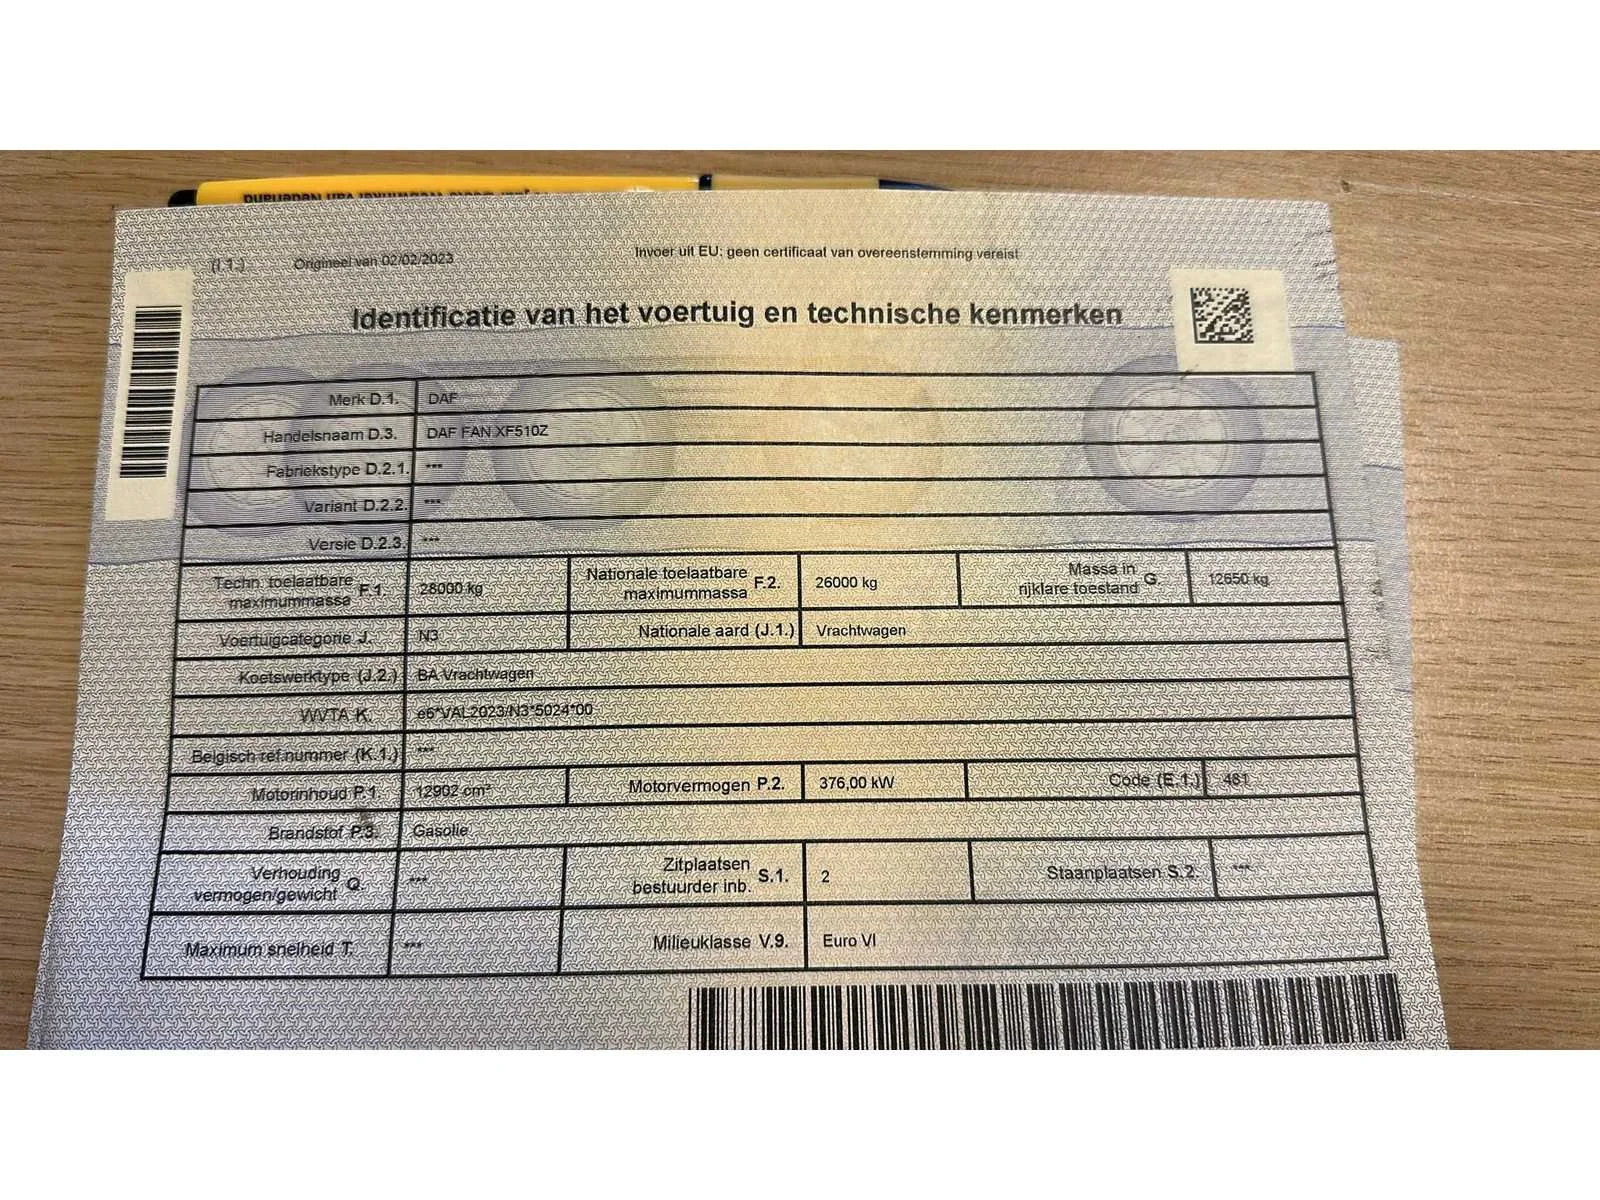 van Nederland
(I.1.) Origineel van 02/02/2023
Invoer uit EU: geen certificaat van overeenstemming vereist
Identificatie van het voertuig en technische kenmerken
Merk D.1. DAF
Handelsnaam D.3. DAF FAN XF510Z
Fabriekstype D.2.1. ***
Variant D.2.2. ***
Versie D.2.3. ***
Techn. toelaatbare maximummassa F.1. 28000 kg Nationale toelaatbare maximummassa F.2. 26000 kg Massa in rijklare toestand G. 12650 kg
Voertuigcategorie J. N3 Nationale aard (J.1.) Vrachtwagen
Koetswerktype (J.2.) BA Vrachtwagen
WVTA K. e6*VAL2023/N3*5024*00
Belgisch ref.nummer (K.1.) ***
Motorinhoud P.1. 12902 cm³ Motorvermogen P.2. 376,00 kW Code (E.1.) 481
Brandstof P.3. Gasolie
Verhouding vermogen/gewicht Q. *** Zitplaatsen bestuurder inb. S.1. 2 Staanplaatsen S.2. ***
Maximum snelheid T. *** Milieuklasse V.9. Euro VI